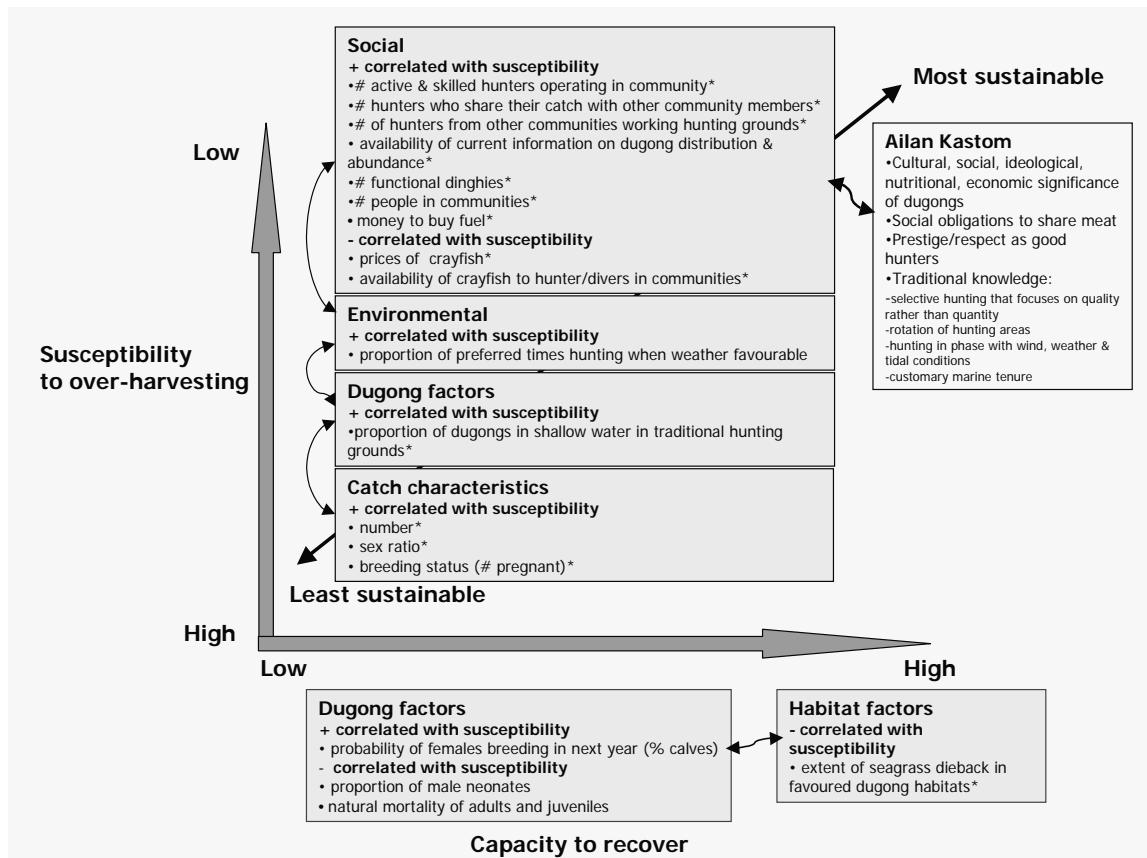 Social
+ correlated with susceptibility
•# active & skilled hunters operating in community*
•# hunters who share their catch with other community members*
•# of hunters from other communities working hunting grounds*
• availability of current information on dugong distribution &
abundance*
•# functional dinghies*
•# people in communities*
• money to buy fuel*
- correlated with susceptibility
• prices of crayfish*
• availability of crayfish to hunter/divers in communities*
Most sustainable
Ailan Kastom
•Cultural, social, ideological,
nutritional, economic significance
of dugongs
•Social obligations to share meat
•Prestige/respect as good
hunters
•Traditional knowledge:
-selective hunting that focuses on quality
rather than quantity
-rotation of hunting areas
-hunting in phase with wind, weather &
tidal conditions
-customary marine tenure
Low
Susceptibility
to over-harvesting
Environmental
+ correlated with susceptibility
• proportion of preferred times hunting when weather favourable
Dugong factors
+ correlated with susceptibility
•proportion of dugongs in shallow water in traditional hunting
grounds*
Catch characteristics
+ correlated with susceptibility
• number*
• sex ratio*
• breeding status (# pregnant)*
Least sustainable
High
Low
High
Dugong factors
+ correlated with susceptibility
• probability of females breeding in next year (% calves)
- correlated with susceptibility
• proportion of male neonates
• natural mortality of adults and juveniles
Habitat factors
- correlated with
susceptibility
• extent of seagrass dieback in
favoured dugong habitats*
Capacity to recover